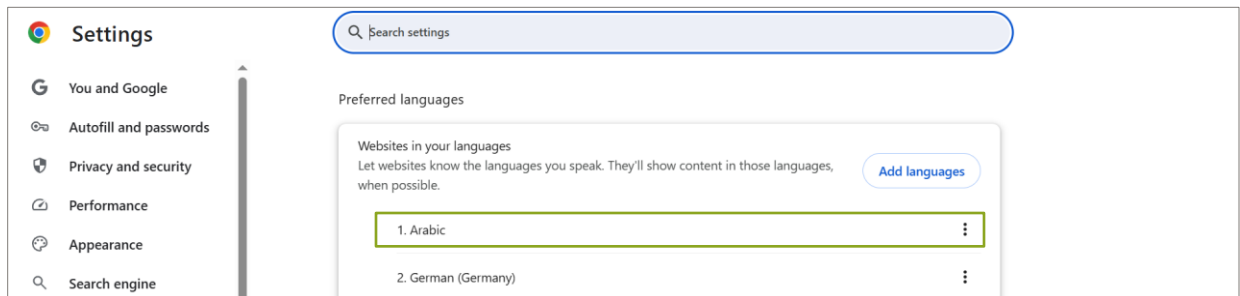 Settings
Search settings
You and Google
Autofill and passwords
Privacy and security
Performance
Appearance
Search engine
Preferred languages
Websites in your languages
Let websites know the languages you speak. They'll show content in those languages,
when possible.
Add languages
1. Arabic
2. German (Germany)